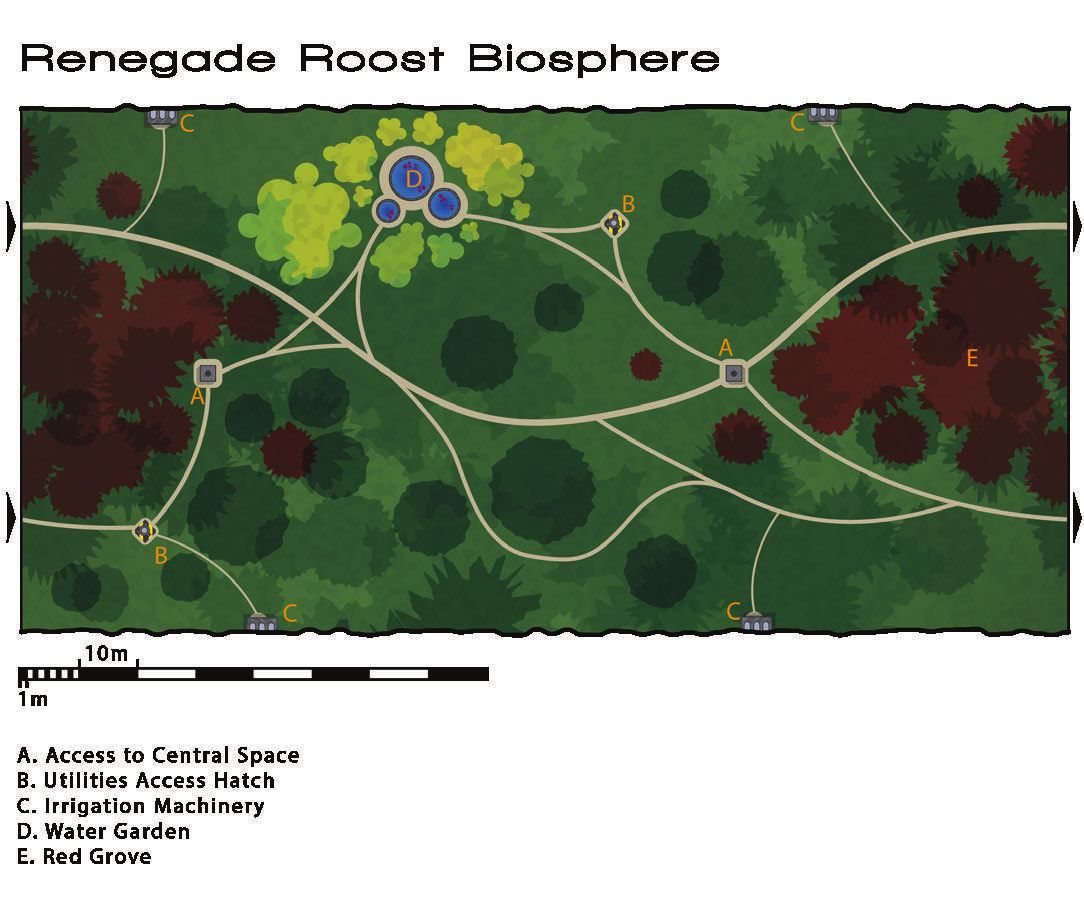 Renegade Roost Biosphere
C
C
D
B
A
E
A
B
C
C
10m
1m
A. Access to Central Space
B. Utilities Access Hatch
C. Irrigation Machinery
D. Water Garden
E. Red Grove